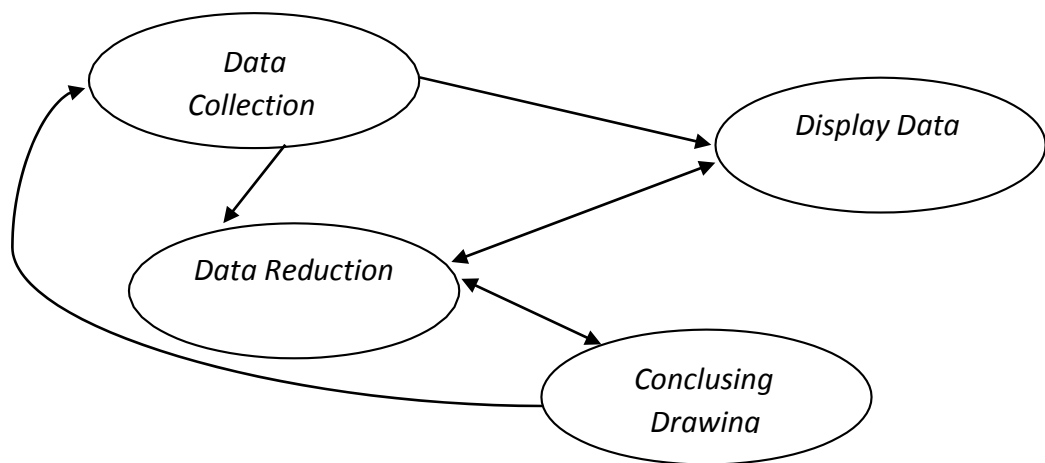 Data
Collection
Display Data
Data Reduction
Conclusing
Drawing